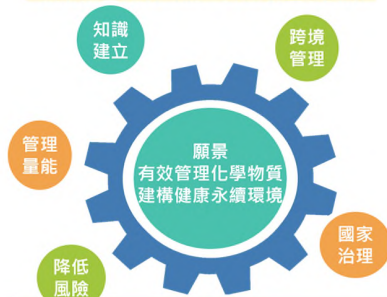 知識
建立
跨境
管理
管理
量能
願景
有效管理化學物質
建構健康永續環境
國家
治理
降低
風險